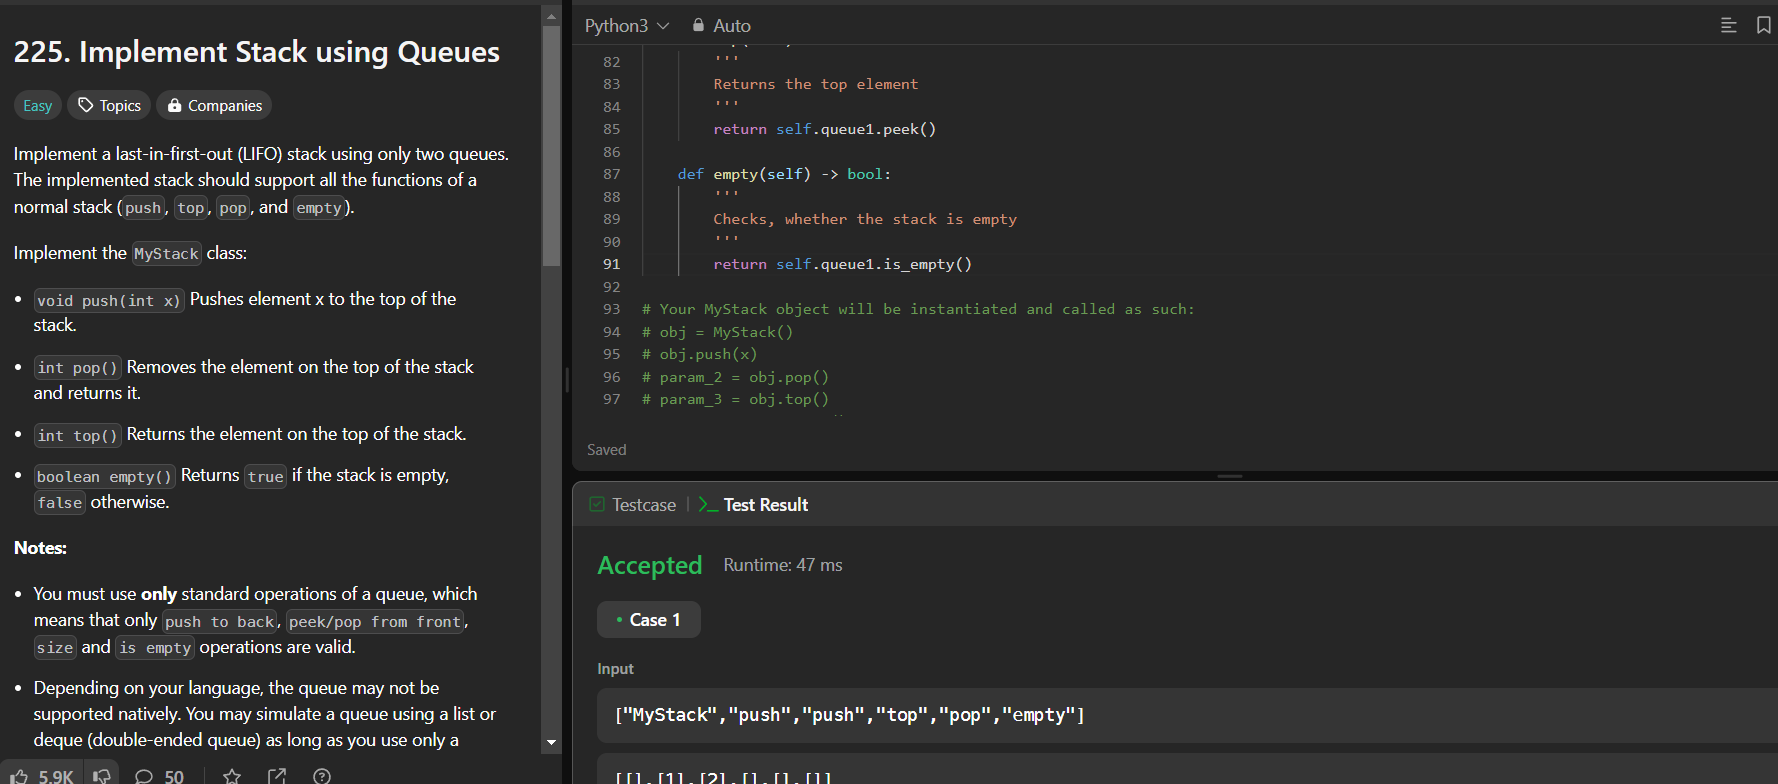 225. Implement Stack using Queues
Easy Topics Companies
Implement a last-in-first-out (LIFO) stack using only two queues.
The implemented stack should support all the functions of a
normal stack (push, top, pop, and empty).
Implement the MyStack class:
• void push(int x) Pushes element x to the top of the
stack.
• int pop() Removes the element on the top of the stack
and returns it.
• int top() Returns the element on the top of the stack.
• boolean empty() Returns true if the stack is empty,
false otherwise.
Notes:
• You must use only standard operations of a queue, which
means that only push to back, peek/pop from front,
size and is empty operations are valid.
• Depending on your language, the queue may not be
supported natively. You may simulate a queue using a list or
deque (double-ended queue) as long as you use only a
5.9K 50
Python3 Auto
82 '''
83 Returns the top element
84 '''
85 return self.queue1.peek()
86
87 def empty(self) -> bool:
88 '''
89 Checks, whether the stack is empty
90 '''
91 return self.queue1.is_empty()
92
93 # Your MyStack object will be instantiated and called as such:
94 # obj = MyStack()
95 # obj.push(x)
96 # param_2 = obj.pop()
97 # param_3 = obj.top()
Saved
Testcase | >_ Test Result
Accepted Runtime: 47 ms
• Case 1
Input
["MyStack","push","push","top","pop","empty"]
[[],[1],[2],[],[],[]]